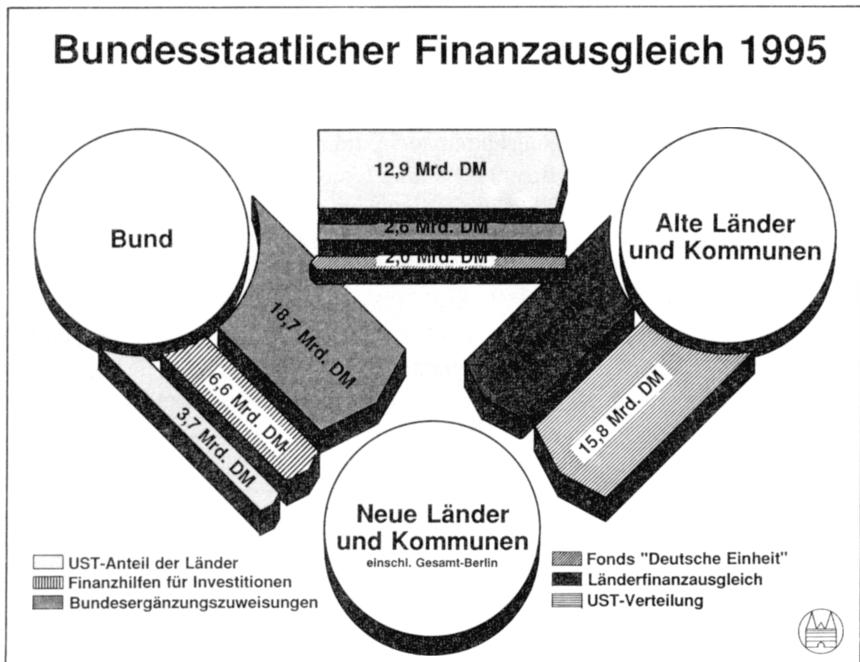 Bundesstaatlicher Finanzausgleich 1995
12,9 Mrd. DM
2,6 Mrd. DM
2,0 Mrd. DM
Bund
Alte Länder
und Kommunen
18,7 Mrd. DM
6,6 Mrd. DM
3,7 Mrd. DM
Mrd. DM
15,8 Mrd. DM
Neue Länder
und Kommunen
einschl. Gesamt-Berlin
UST-Anteil der Länder
Finanzhilfen für Investitionen
Bundesergänzungszuweisungen
Fonds "Deutsche Einheit"
Länderfinanzausgleich
UST-Verteilung